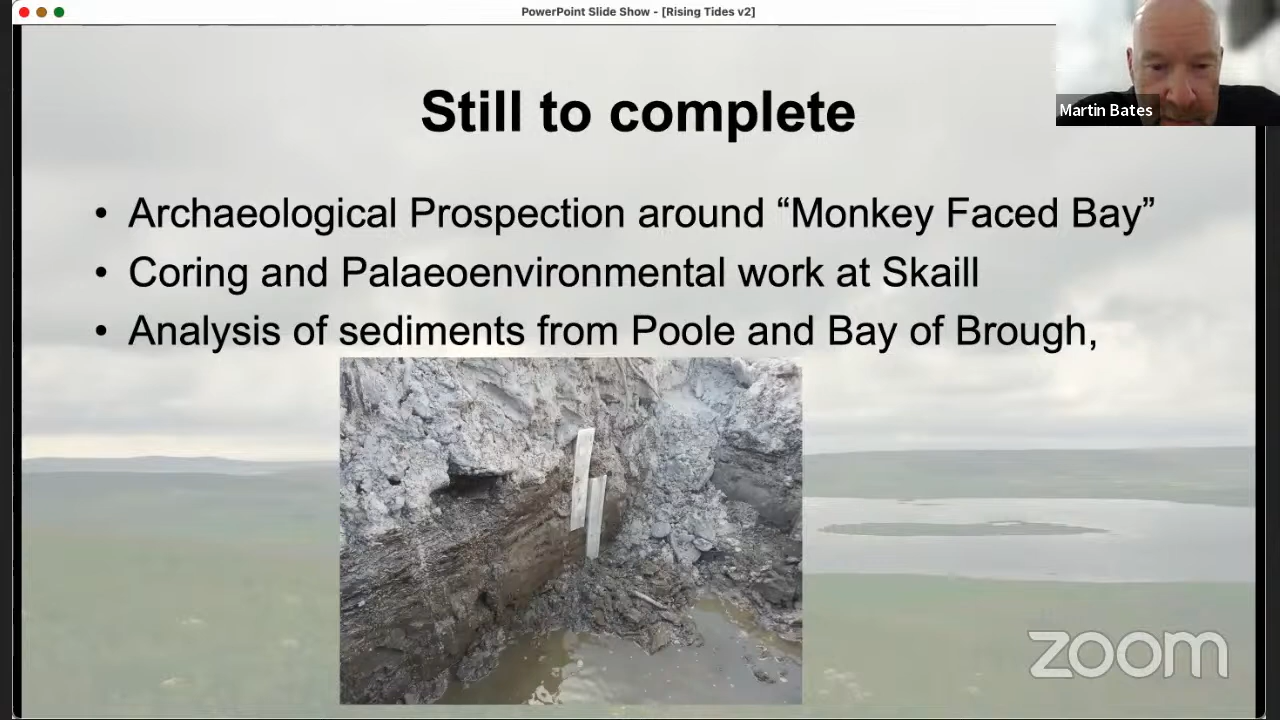 PowerPoint Slide Show - [Rising Tides v2]
Martin Bates
Still to complete
• Archaeological Prospection around “Monkey Faced Bay”
• Coring and Palaeoenvironmental work at Skaill
• Analysis of sediments from Poole and Bay of Brough,
zoom